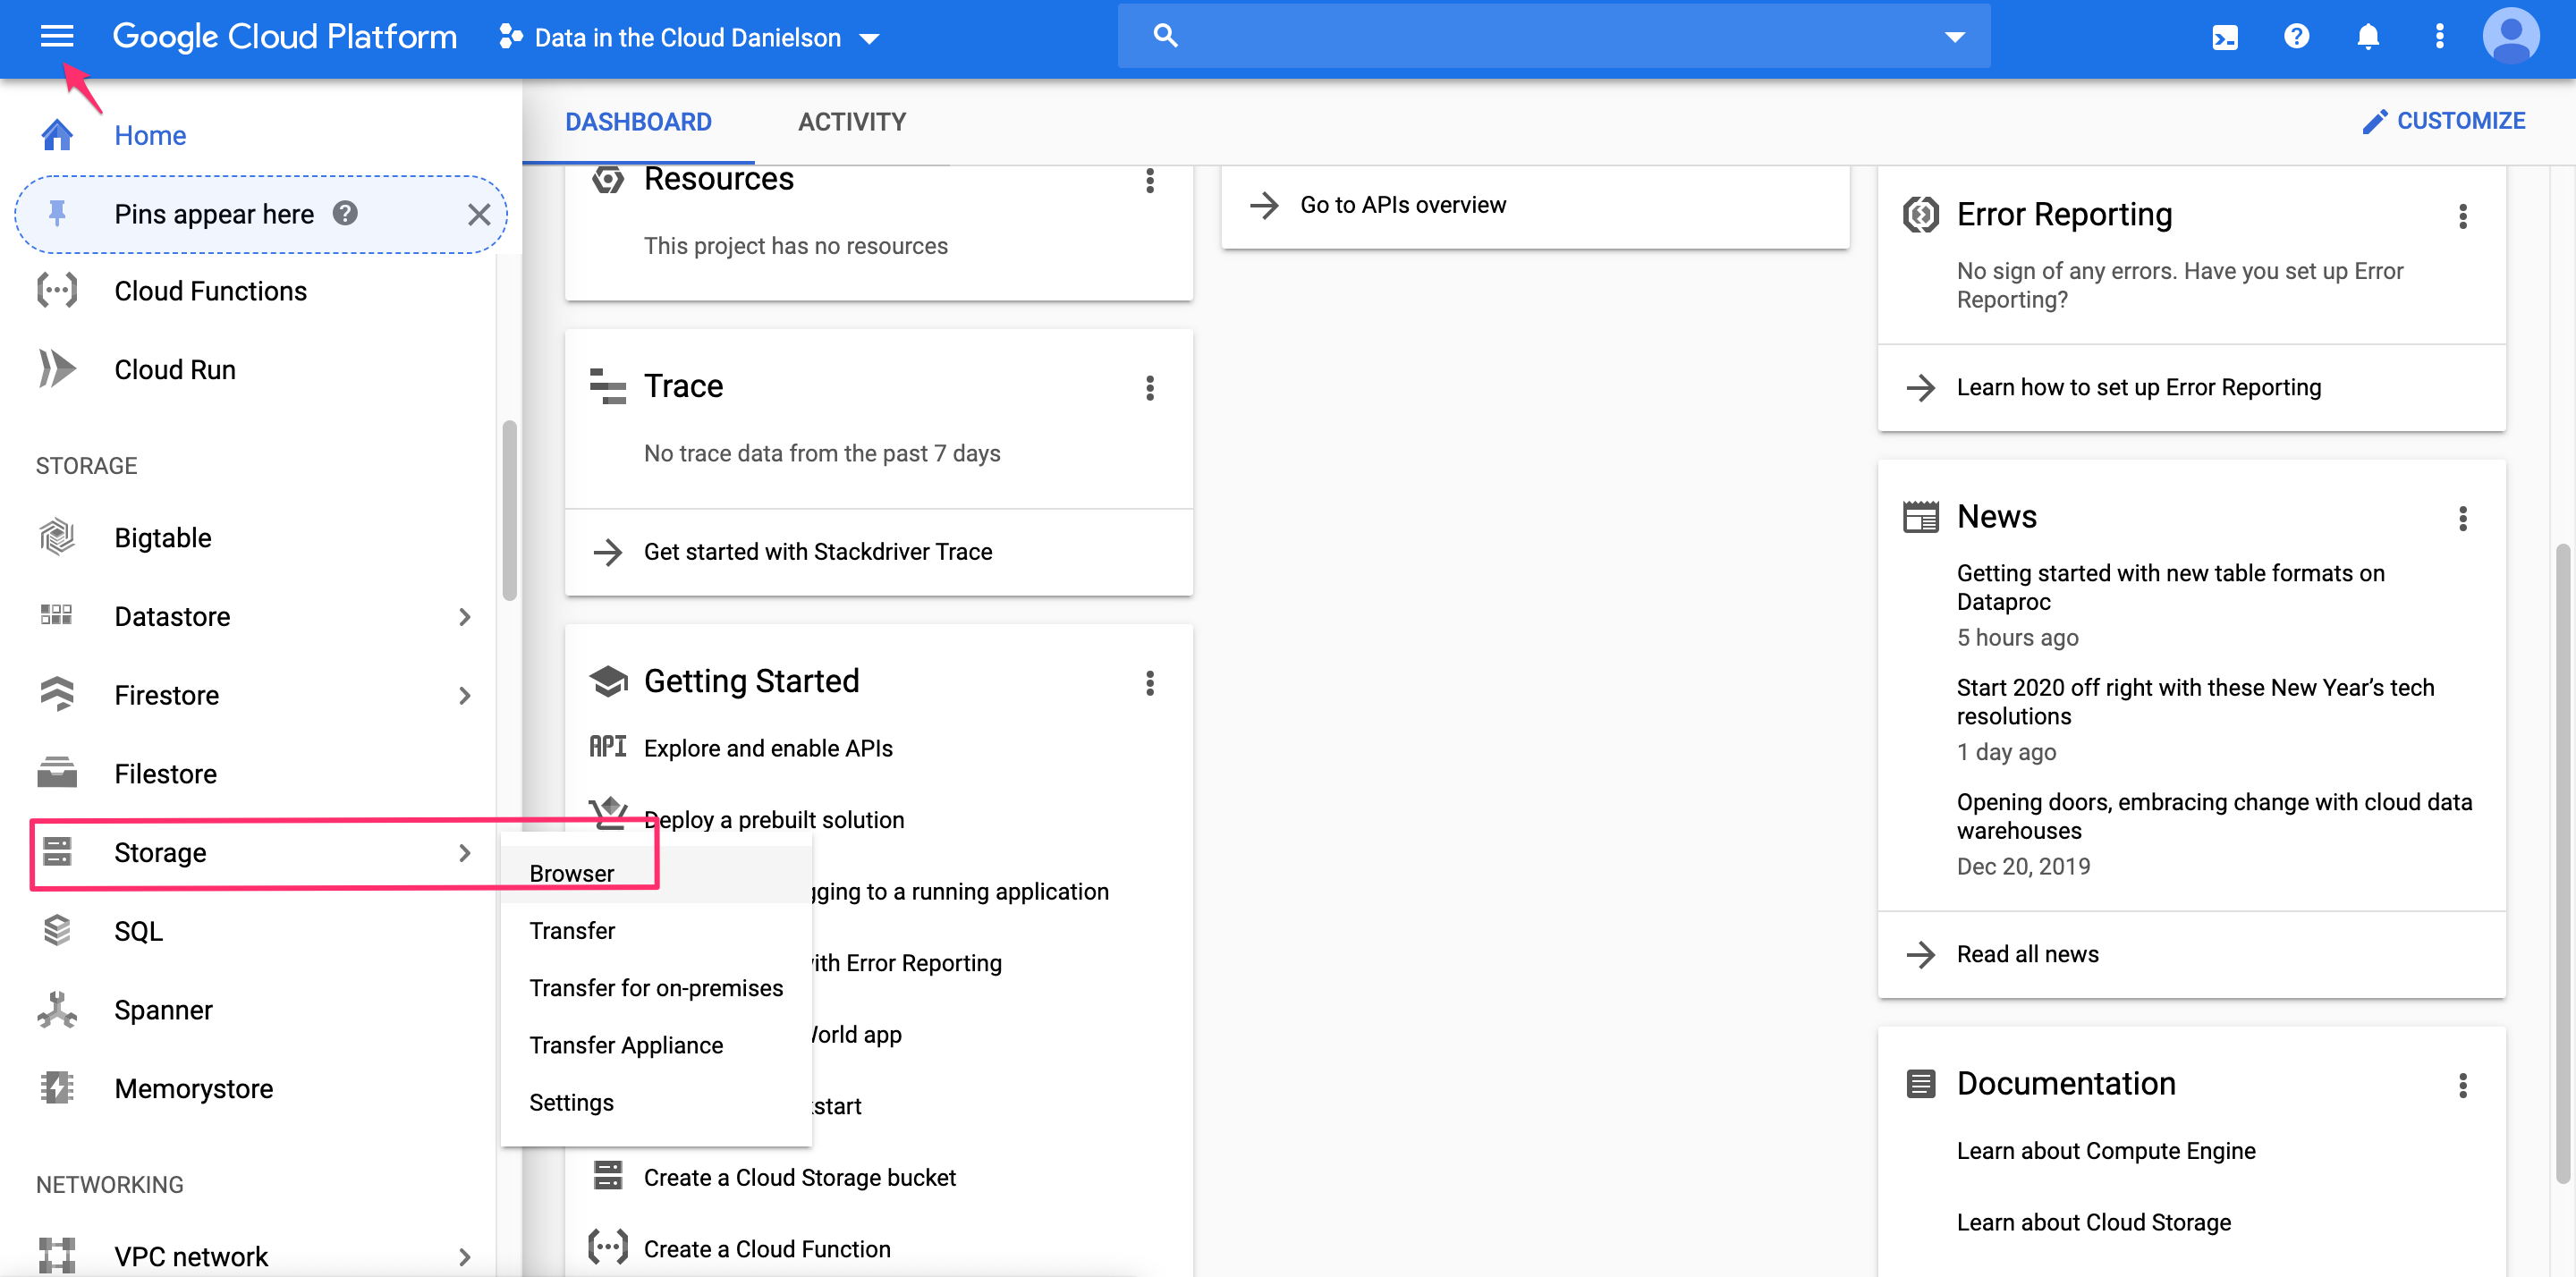 Google Cloud Platform
Data in the Cloud Danielson
Home
Pins appear here
Cloud Functions
Cloud Run
STORAGE
Bigtable
Datastore
Firestore
Filestore
Storage
SQL
Spanner
Memorystore
NETWORKING
VPC network
Browser
Transfer
Transfer for on-premises
Transfer Appliance
Settings
DASHBOARD
ACTIVITY
CUSTOMIZE
Resources
This project has no resources
Trace
No trace data from the past 7 days
Get started with Stackdriver Trace
Getting Started
API Explore and enable APIs
Deploy a prebuilt solution
gging to a running application
ith Error Reporting
World app
kstart
Create a Cloud Storage bucket
Create a Cloud Function
Go to APIs overview
Error Reporting
No sign of any errors. Have you set up Error
Reporting?
Learn how to set up Error Reporting
News
Getting started with new table formats on
Dataproc
5 hours ago
Start 2020 off right with these New Year’s tech
resolutions
1 day ago
Opening doors, embracing change with cloud data
warehouses
Dec 20, 2019
Read all news
Documentation
Learn about Compute Engine
Learn about Cloud Storage